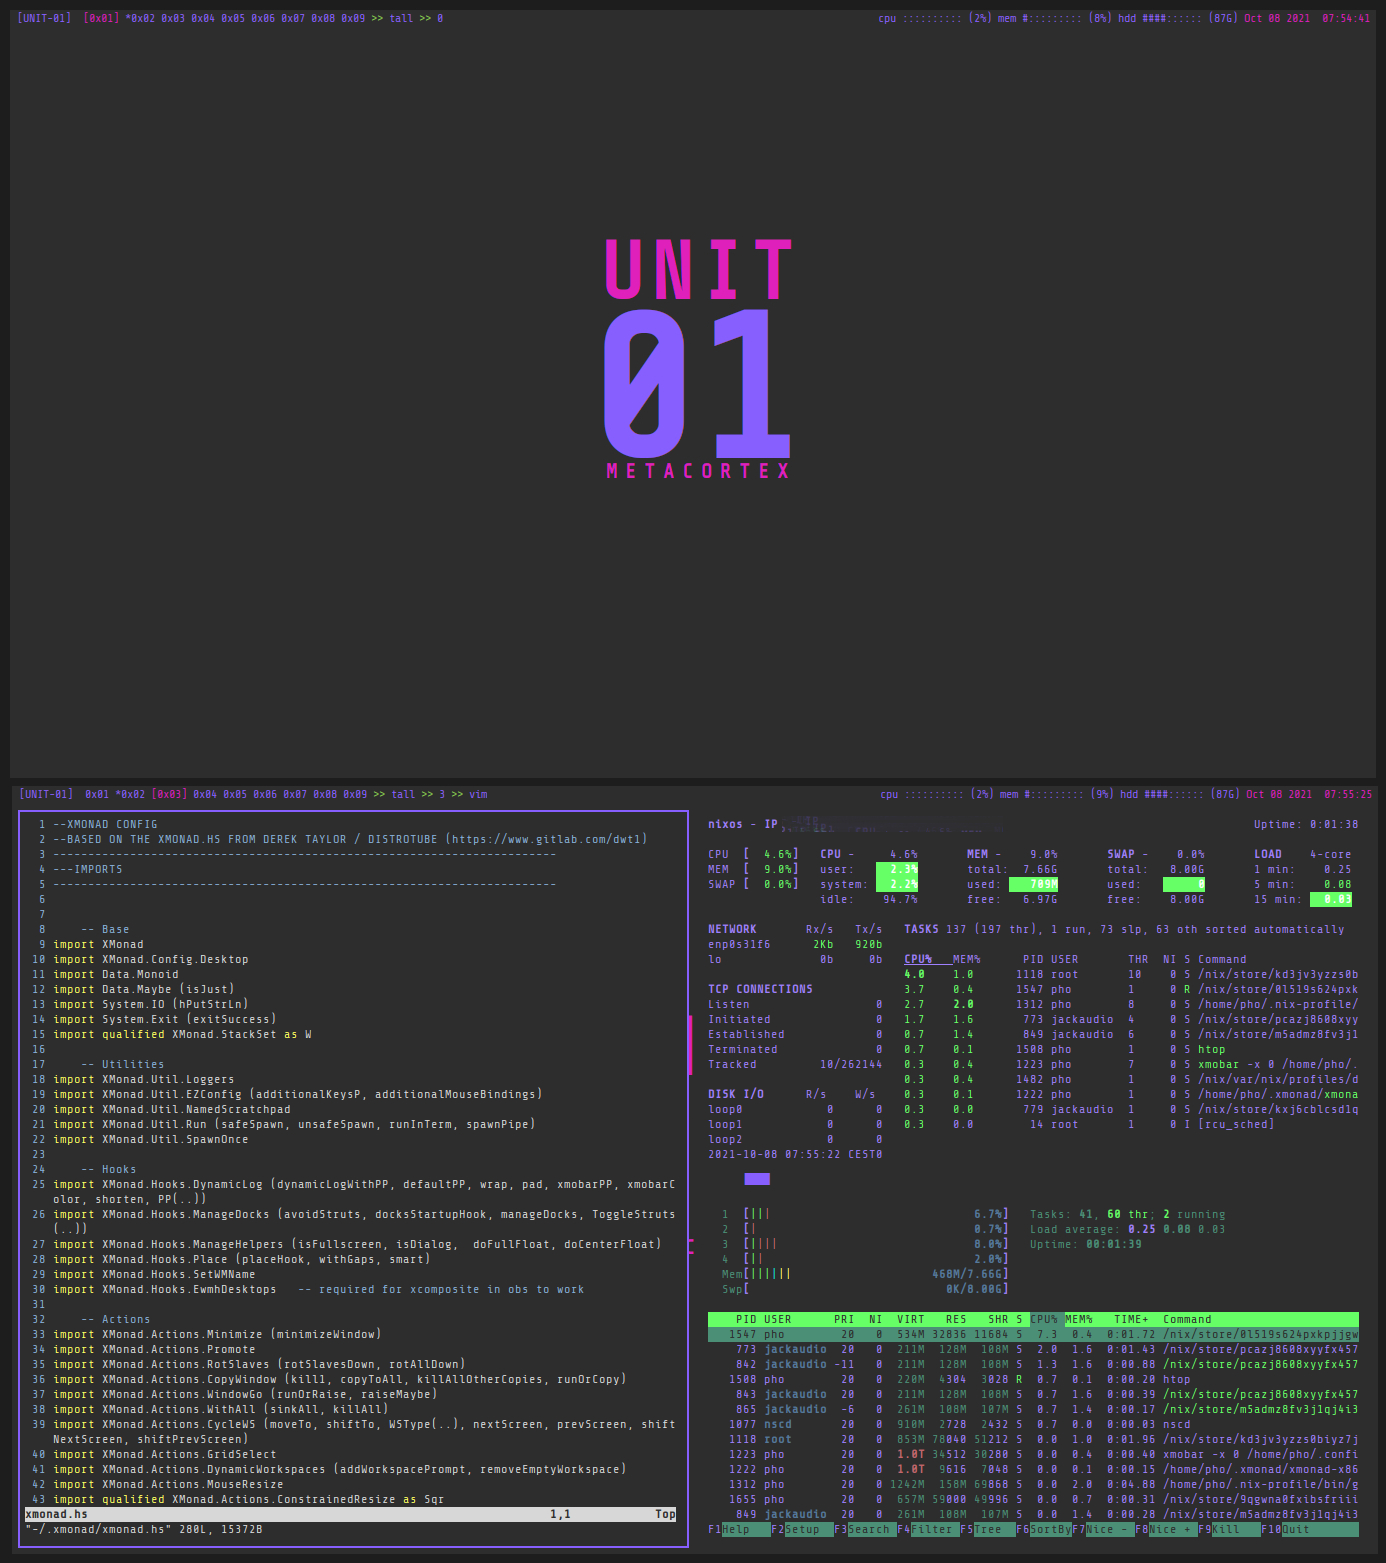 [UNIT-01]  [0x01] *0x02 0x03 0x04 0x05 0x06 0x07 0x08 0x09 >> tall >> 0
cpu :::::::::: (2%) mem #::::::::: (8%) hdd ####:::::: (87G) Oct 08 2021  07:54:41
UNIT
01
METACORTEX
[UNIT-01]  0x01 *0x02 [0x03] 0x04 0x05 0x06 0x07 0x08 0x09 >> tall >> 3 >> vim
cpu :::::::::: (2%) mem #::::::::: (9%) hdd ####:::::: (87G) Oct 08 2021  07:55:25
1 --XMONAD CONFIG
2 --BASED ON THE XMONAD.HS FROM DEREK TAYLOR / DISTROTUBE (https://www.gitlab.com/dwt1)
3 ------------------------------------------------------------------------
4 ---IMPORTS
5 ------------------------------------------------------------------------
6
7
8     -- Base
9 import XMonad
10 import XMonad.Config.Desktop
11 import Data.Monoid
12 import Data.Maybe (isJust)
13 import System.IO (hPutStrLn)
14 import System.Exit (exitSuccess)
15 import qualified XMonad.StackSet as W
16
17     -- Utilities
18 import XMonad.Util.Loggers
19 import XMonad.Util.EZConfig (additionalKeysP, additionalMouseBindings)
20 import XMonad.Util.NamedScratchpad
21 import XMonad.Util.Run (safeSpawn, unsafeSpawn, runInTerm, spawnPipe)
22 import XMonad.Util.SpawnOnce
23
24     -- Hooks
25 import XMonad.Hooks.DynamicLog (dynamicLogWithPP, defaultPP, wrap, pad, xmobarPP, xmobarC
olor, shorten, PP(..))
26 import XMonad.Hooks.ManageDocks (avoidStruts, docksStartupHook, manageDocks, ToggleStruts
(..))
27 import XMonad.Hooks.ManageHelpers (isFullscreen, isDialog,  doFullFloat, doCenterFloat)
28 import XMonad.Hooks.Place (placeHook, withGaps, smart)
29 import XMonad.Hooks.SetWMName
30 import XMonad.Hooks.EwmhDesktops   -- required for xcomposite in obs to work
31
32     -- Actions
33 import XMonad.Actions.Minimize (minimizeWindow)
34 import XMonad.Actions.Promote
35 import XMonad.Actions.RotSlaves (rotSlavesDown, rotAllDown)
36 import XMonad.Actions.CopyWindow (kill1, copyToAll, killAllOtherCopies, runOrCopy)
37 import XMonad.Actions.WindowGo (runOrRaise, raiseMaybe)
38 import XMonad.Actions.WithAll (sinkAll, killAll)
39 import XMonad.Actions.CycleWS (moveTo, shiftTo, WSType(..), nextScreen, prevScreen, shift
NextScreen, shiftPrevScreen)
40 import XMonad.Actions.GridSelect
41 import XMonad.Actions.DynamicWorkspaces (addWorkspacePrompt, removeEmptyWorkspace)
42 import XMonad.Actions.MouseResize
43 import qualified XMonad.Actions.ConstrainedResize as Sqr
xmonad.hs 1,1 Top
"~/.xmonad/xmonad.hs" 280L, 15372B
nixos - IP Uptime: 0:01:38
CPU [ 4.6%] CPU - 4.6% MEM - 9.0% SWAP - 0.0% LOAD 4-core
MEM [ 9.0%] user: 2.3% total: 7.66G total: 8.00G 1 min: 0.25
SWAP [ 0.0%] system: 2.2% used: 709M used: 0 5 min: 0.08
idle: 94.7% free: 6.97G free: 8.00G 15 min: 0.03
NETWORK Rx/s Tx/s TASKS 137 (197 thr), 1 run, 73 slp, 63 oth sorted automatically
enp0s31f6 2Kb 920b
lo 0b 0b CPU% MEM% PID USER THR NI S Command
4.0 1.0 1118 root 10 0 S /nix/store/kd3jv3yzzs0b
TCP CONNECTIONS 3.7 0.4 1547 pho 1 0 R /nix/store/0l519s624pxk
Listen 0 2.7 2.0 1312 pho 8 0 S /home/pho/.nix-profile/
Initiated 0 1.7 1.6 773 jackaudio 4 0 S /nix/store/pcazj8608xyy
Established 0 0.7 1.4 849 jackaudio 6 0 S /nix/store/m5admz8fv3j1
Terminated 0 0.7 0.1 1508 pho 1 0 S htop
Tracked 10/262144 0.3 0.4 1223 pho 7 0 S xmobar -x 0 /home/pho/.
0.3 0.4 1482 pho 1 0 S /nix/var/nix/profiles/d
DISK I/O R/s W/s 0.3 0.1 1222 pho 1 0 S /home/pho/.xmonad/xmona
loop0 0 0 0.3 0.0 779 jackaudio 1 0 S /nix/store/kxj6cblcsd1q
loop1 0 0 0.3 0.0 14 root 1 0 I [rcu_sched]
loop2 0 0
2021-10-08 07:55:22 CEST0
1 [||| 6.7%] Tasks: 41, 60 thr; 2 running
2 [| 0.7%] Load average: 0.25 0.08 0.03
3 [|||| 8.0%] Uptime: 00:01:39
4 [|| 2.0%]
Mem[|||||| 468M/7.66G]
Swp[ 0K/8.00G]
PID USER PRI NI VIRT RES SHR S CPU% MEM% TIME+ Command
1547 pho 20 0 534M 32836 11684 S 7.3 0.4 0:01.72 /nix/store/0l519s624pxkpjjgw
773 jackaudio 20 0 211M 128M 108M S 2.0 1.6 0:01.43 /nix/store/pcazj8608xyyfx457
842 jackaudio -11 0 211M 128M 108M S 1.3 1.6 0:00.88 /nix/store/pcazj8608xyyfx457
1508 pho 20 0 220M 4304 3028 R 0.7 0.1 0:00.20 htop
843 jackaudio 20 0 211M 128M 108M S 0.7 1.6 0:00.39 /nix/store/pcazj8608xyyfx457
865 jackaudio -6 0 261M 108M 107M S 0.7 1.4 0:00.17 /nix/store/m5admz8fv3j1qj4i3
1077 nscd 20 0 910M 2728 2432 S 0.7 0.0 0:00.03 nscd
1118 root 20 0 853M 78040 51212 S 0.0 1.0 0:01.96 /nix/store/kd3jv3yzzs0biyz7j
1223 pho 20 0 1.0T 34512 30280 S 0.0 0.4 0:00.40 xmobar -x 0 /home/pho/.confi
1222 pho 20 0 1.0T 9616 7048 S 0.0 0.1 0:00.15 /home/pho/.xmonad/xmonad-x86
1312 pho 20 0 1242M 158M 69868 S 0.0 2.0 0:04.88 /home/pho/.nix-profile/bin/g
1655 pho 20 0 657M 59000 49996 S 0.0 0.7 0:00.31 /nix/store/9qgwna0fxibsfriii
849 jackaudio 20 0 261M 108M 107M S 0.0 1.4 0:00.28 /nix/store/m5admz8fv3j1qj4i3
F1Help F2Setup F3Search F4Filter F5Tree F6SortBy F7Nice - F8Nice + F9Kill F10Quit